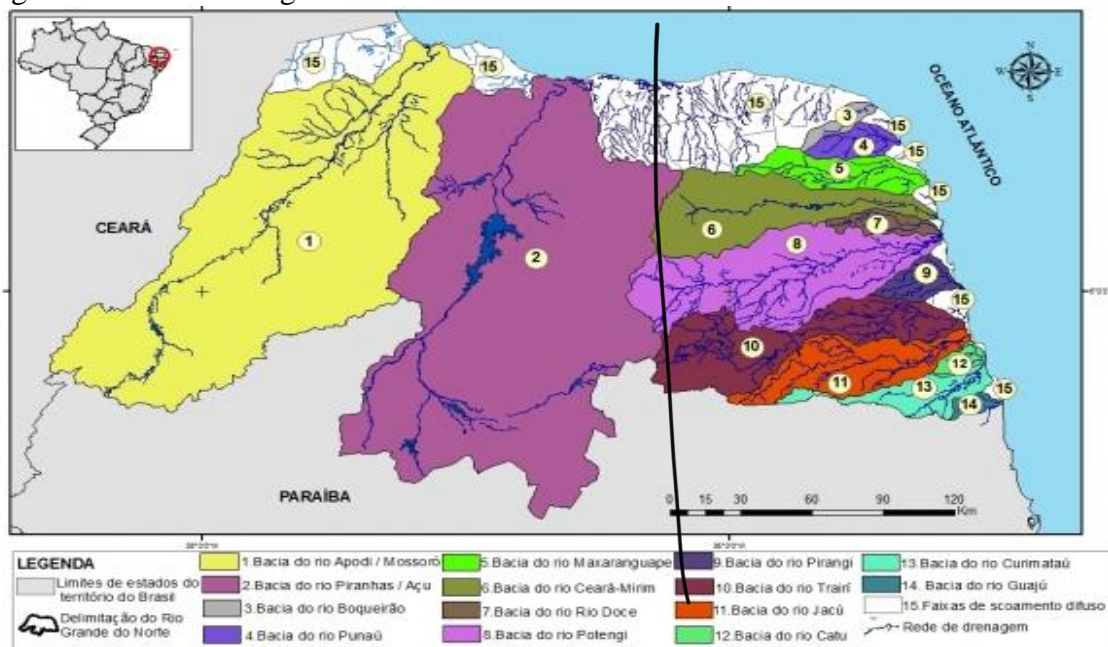 15
15
15
3
15
4
15
5
15
OCEANO ATLÂNTICO
N
W
E
S
CEARÁ
1
2
6
7
8
9
15
10
11
12
13
14
15
PARAÍBA
0 15 30 60 90 120
Km
LEGENDA
Limites de estados do
território do Brasil
Delimitação do Rio
Grande do Norte
1.Bacia do rio Apodi / Mossoró
2.Bacia do rio Piranhas / Açu
3.Bacia do rio Boqueirão
4.Bacia do rio Punaú
5.Bacia do rio Maxaranguape
6.Bacia do rio Ceará-Mirim
7.Bacia do rio Rio Doce
8.Bacia do rio Potengi
9.Bacia do rio Pirangi
10.Bacia do rio Trairí
11.Bacia do rio Jacú
12.Bacia do rio Catu
13.Bacia do rio Curimataú
14. Bacia do rio Guajú
15.Faixas de scoamento difuso
Rede de drenagem